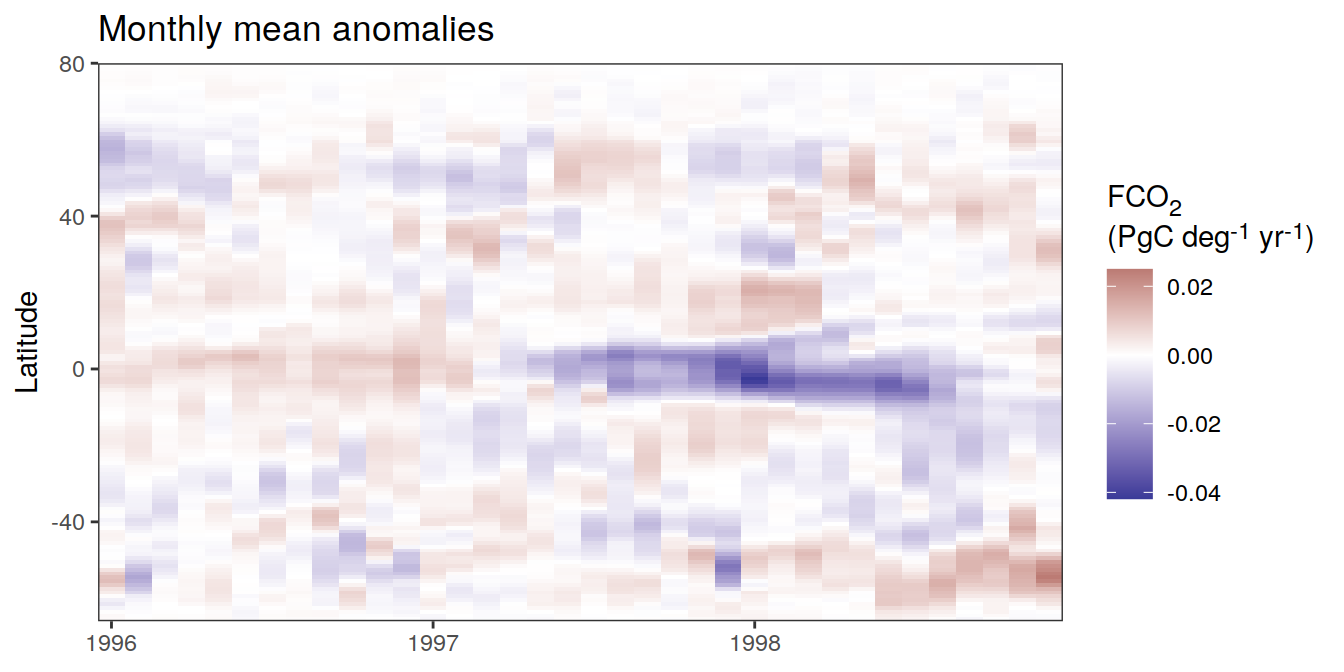 Monthly mean anomalies
80
40
0
-40
Latitude
1996
1997
1998
FCO₂
(PgC deg⁻¹ yr⁻¹)
0.02
0.00
-0.02
-0.04